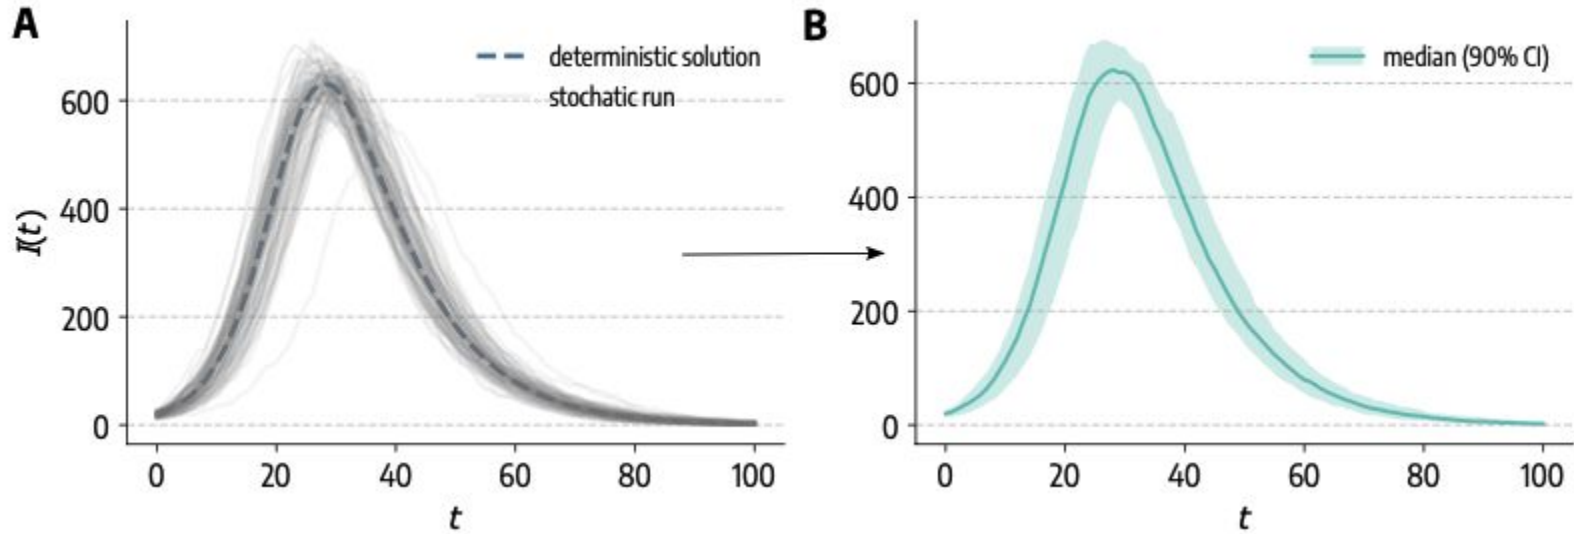 A
deterministic solution
stochatic run
600
400
200
0
I(t)
0 20 40 60 80 100
t
B
median (90% CI)
600
400
200
0
0 20 40 60 80 100
t